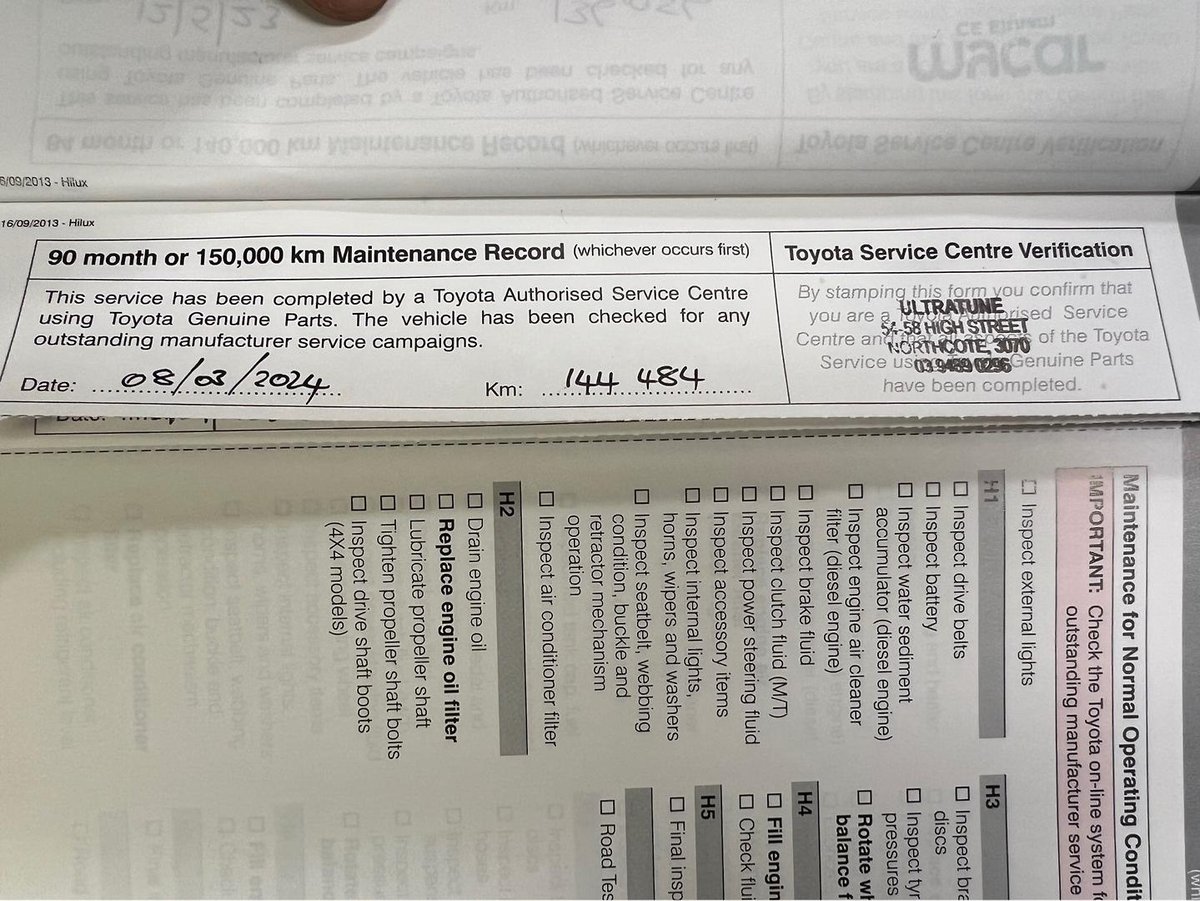 6/09/2013 - Hilux
16/09/2013 - Hilux
90 month or 150,000 km Maintenance Record (whichever occurs first)
This service has been completed by a Toyota Authorised Service Centre
using Toyota Genuine Parts. The vehicle has been checked for any
outstanding manufacturer service campaigns.
Date: 08/03/2024
Km: 144 484
Toyota Service Centre Verification
By stamping this form you confirm that
you are a Toyota Authorised Service
Centre and that of the Toyota
Service Genuine Parts
have been completed.
ULTRATUNE
54-58 HIGH STREET
NORTHCOTE, 3070
03 9489 0296
Maintenance for Normal Operating Condit
IMPORTANT: Check the Toyota on-line system f
outstanding manufacturer service
☐ Inspect external lights
H1
☐ Inspect drive belts
☐ Inspect battery
☐ Inspect water sediment
accumulator (diesel engine)
☐ Inspect engine air cleaner
filter (diesel engine)
☐ Inspect brake fluid
☐ Inspect clutch fluid (M/T)
☐ Inspect power steering fluid
☐ Inspect accessory items
☐ Inspect internal lights,
horns, wipers and washers
☐ Inspect seatbelt, webbing
condition, buckle and
retractor mechanism
operation
☐ Inspect air conditioner filter
H2
☐ Drain engine oil
☐ Replace engine oil filter
☐ Lubricate propeller shaft
☐ Tighten propeller shaft bolts
☐ Inspect drive shaft boots
(4X4 models)
H3
☐ Inspect bra
discs
☐ Inspect tyr
pressures
☐ Rotate wh
balance f
H4
☐ Fill engin
☐ Check flui
H5
☐ Final insp
☐ Road Tes